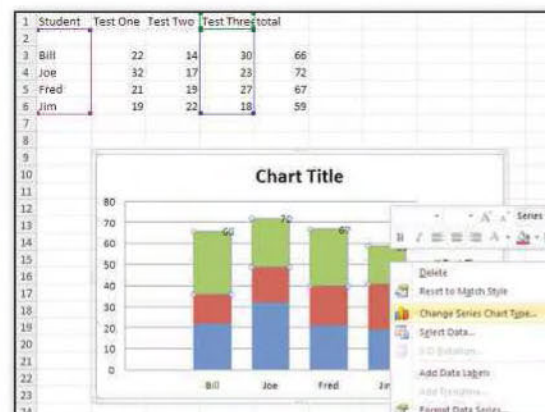 1 Student Test One Test Two Test Three total
2
3 Bill 22 14 30 66
4 Joe 32 17 23 72
5 Fred 21 19 27 67
6 Jim 19 22 18 59
7
8
9
10
11
12
13
14
15
16
17
18
19
20
21
22
23
24
Chart Title
80
70
60
50
40
30
20
10
0
66 72 67
Bill Joe Fred
A A Series
B I A
Delete
Reset to Match Style
Change Series Chart Type...
Select Data...
3-D Rotation...
Add Data Labels
Add Trendline...
Format Data Series...